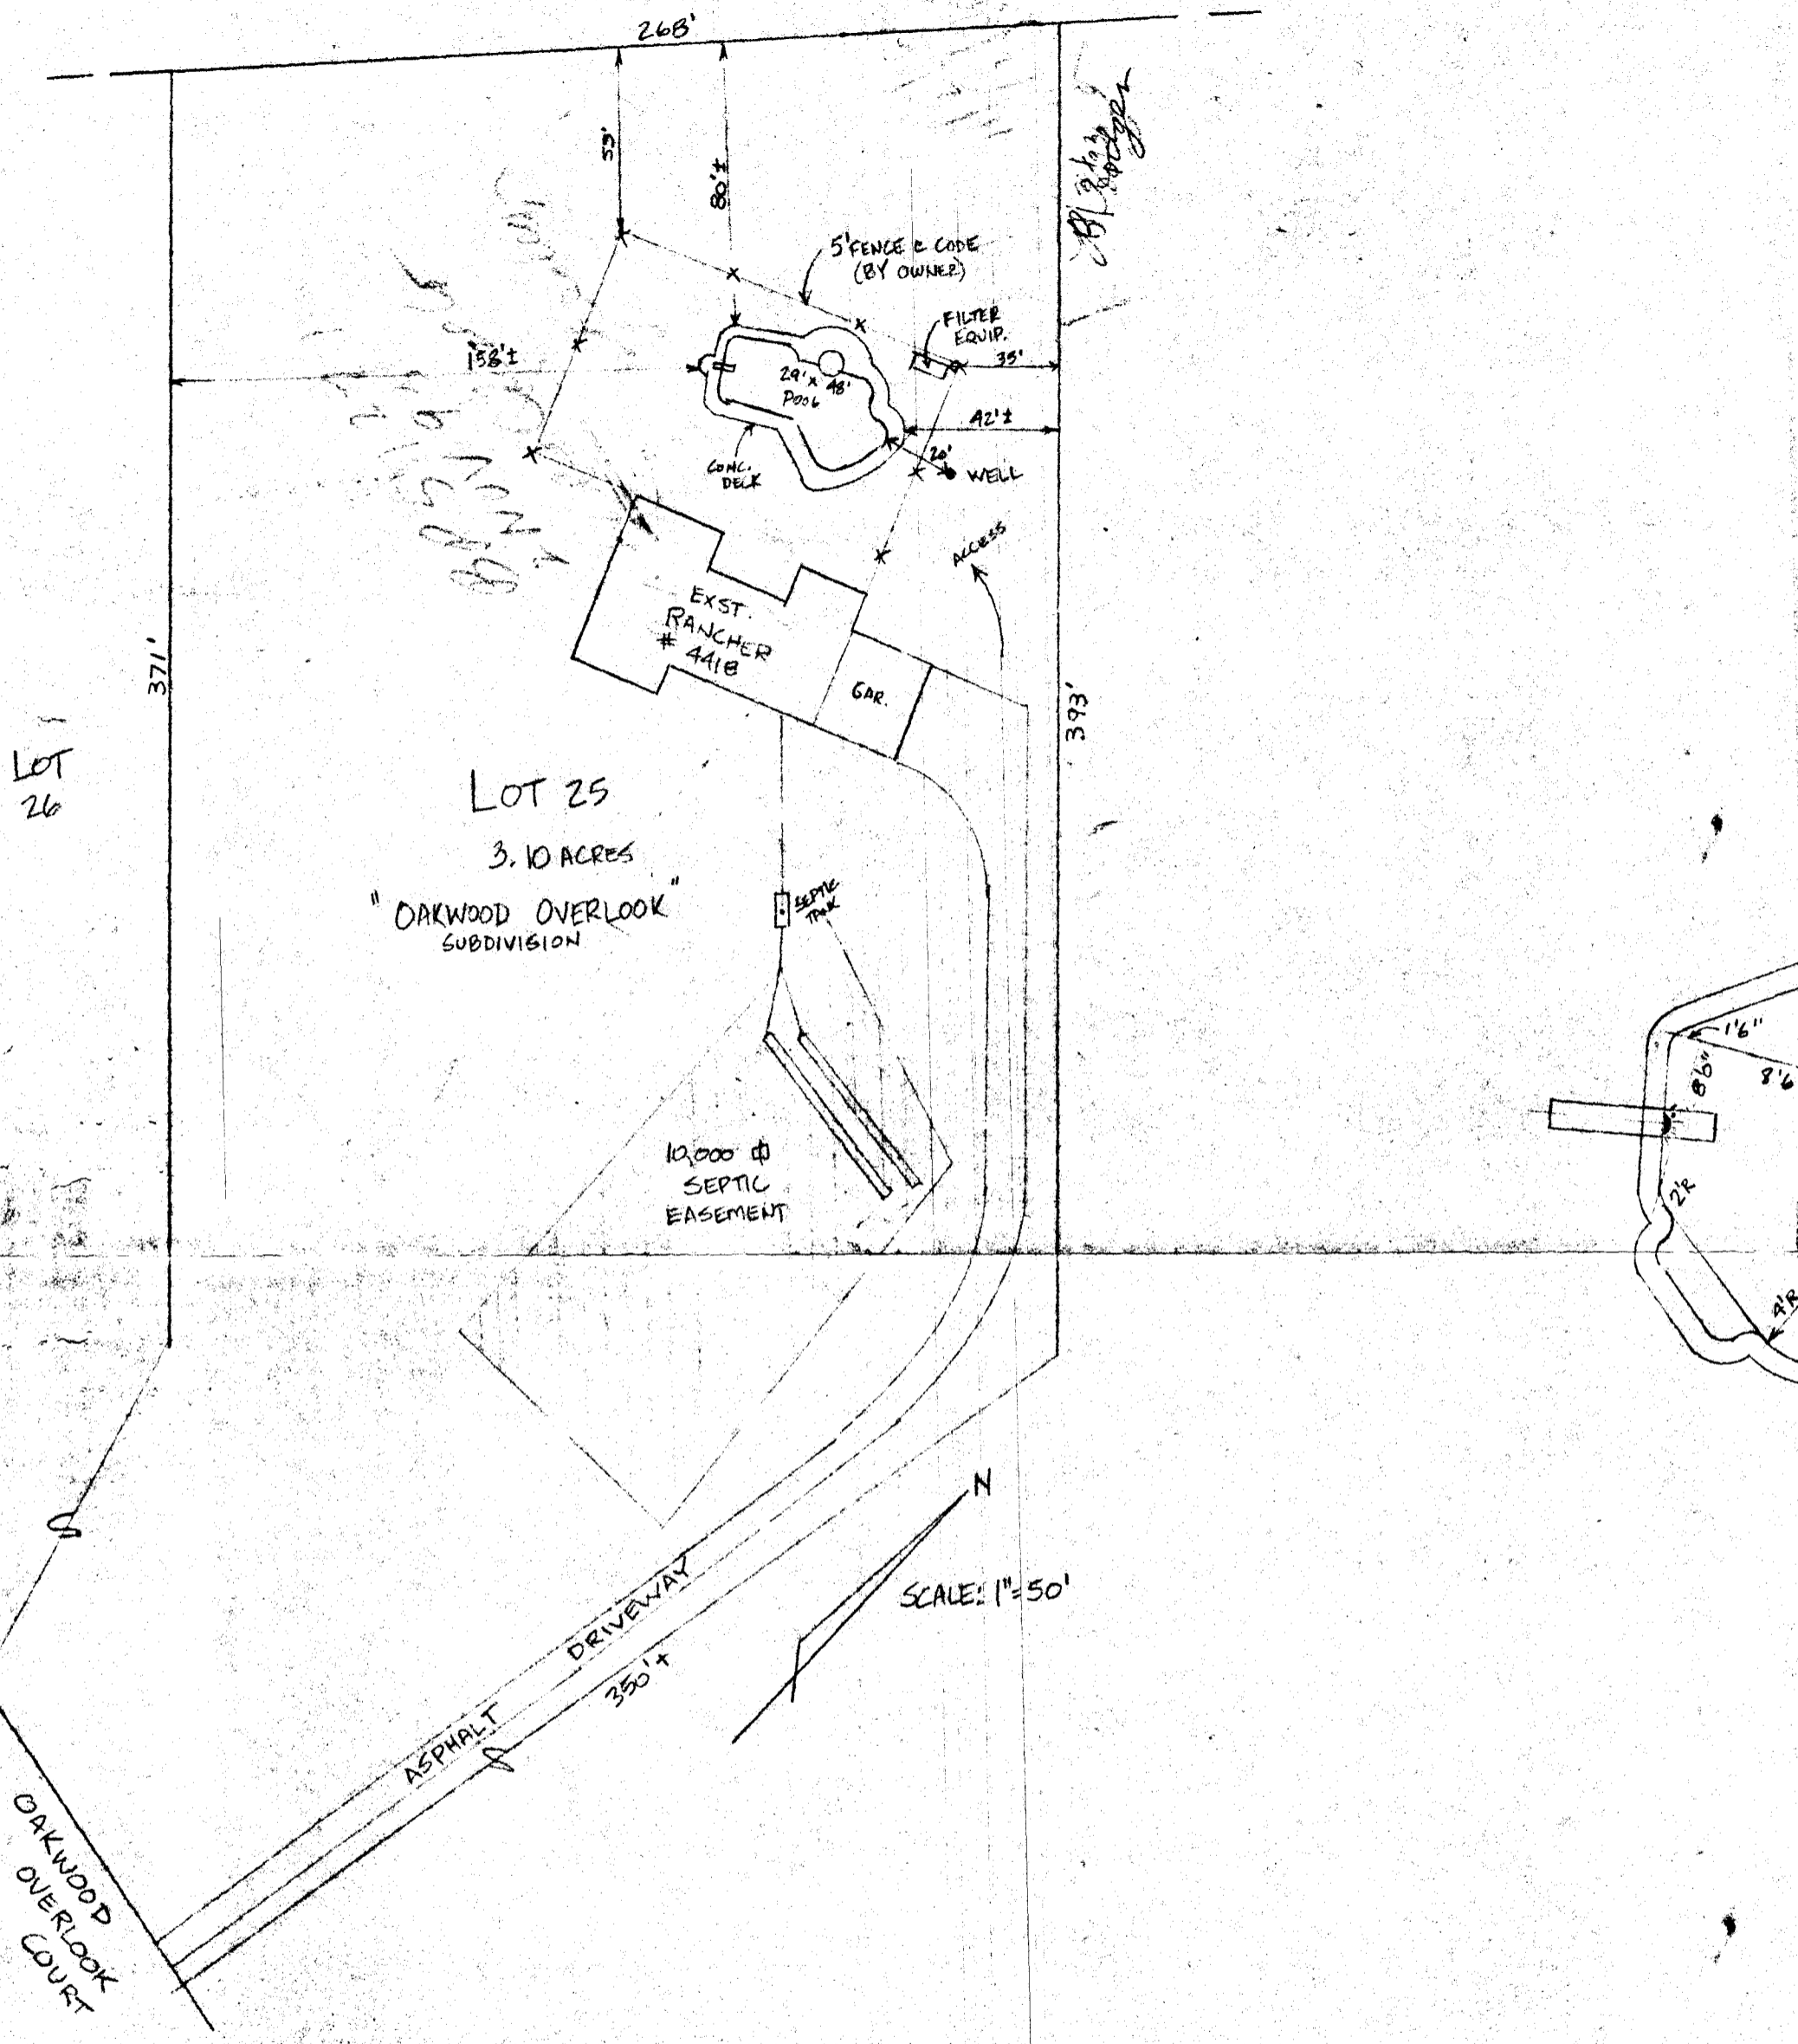 268'
55'
80'±
5' FENCE @ CODE
(BY OWNER)
FILTER
EQUIP.
35'
158'±
29' x 48'
POOL
42'±
20'
WELL
CONC.
DECK
ACCESS
EXST.
RANCHER
# 4418
GAR.
371'
393'
LOT
26
LOT 25
3.10 ACRES
"OAKWOOD OVERLOOK"
SUBDIVISION
SEPTIC
TANK
1'6"
8'6"
8'6
2'R
4'R
10,000 ⌷
SEPTIC
EASEMENT
N
SCALE: 1"=50'
ASPHALT DRIVEWAY
350'+
OAKWOOD
OVERLOOK
COURT